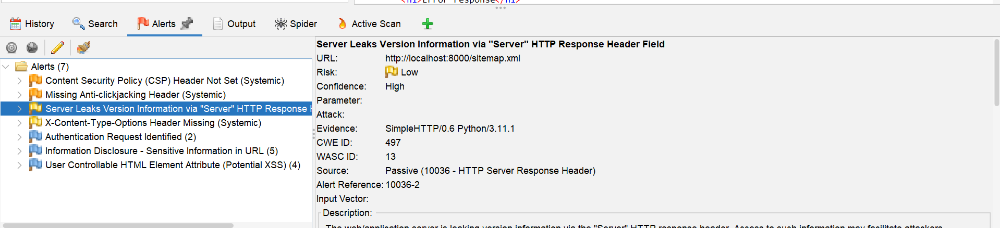 <h1>Error response</h1>
History Search Alerts Output Spider Active Scan
Alerts (7)
Content Security Policy (CSP) Header Not Set (Systemic)
Missing Anti-clickjacking Header (Systemic)
Server Leaks Version Information via "Server" HTTP Response
X-Content-Type-Options Header Missing (Systemic)
Authentication Request Identified (2)
Information Disclosure - Sensitive Information in URL (5)
User Controllable HTML Element Attribute (Potential XSS) (4)
Server Leaks Version Information via "Server" HTTP Response Header Field
URL: http://localhost:8000/sitemap.xml
Risk: Low
Confidence: High
Parameter:
Attack:
Evidence: SimpleHTTP/0.6 Python/3.11.1
CWE ID: 497
WASC ID: 13
Source: Passive (10036 - HTTP Server Response Header)
Alert Reference: 10036-2
Input Vector:
Description:
The web/application server is leaking version information via the "Server" HTTP response header. Access to such information may facilitate attackers